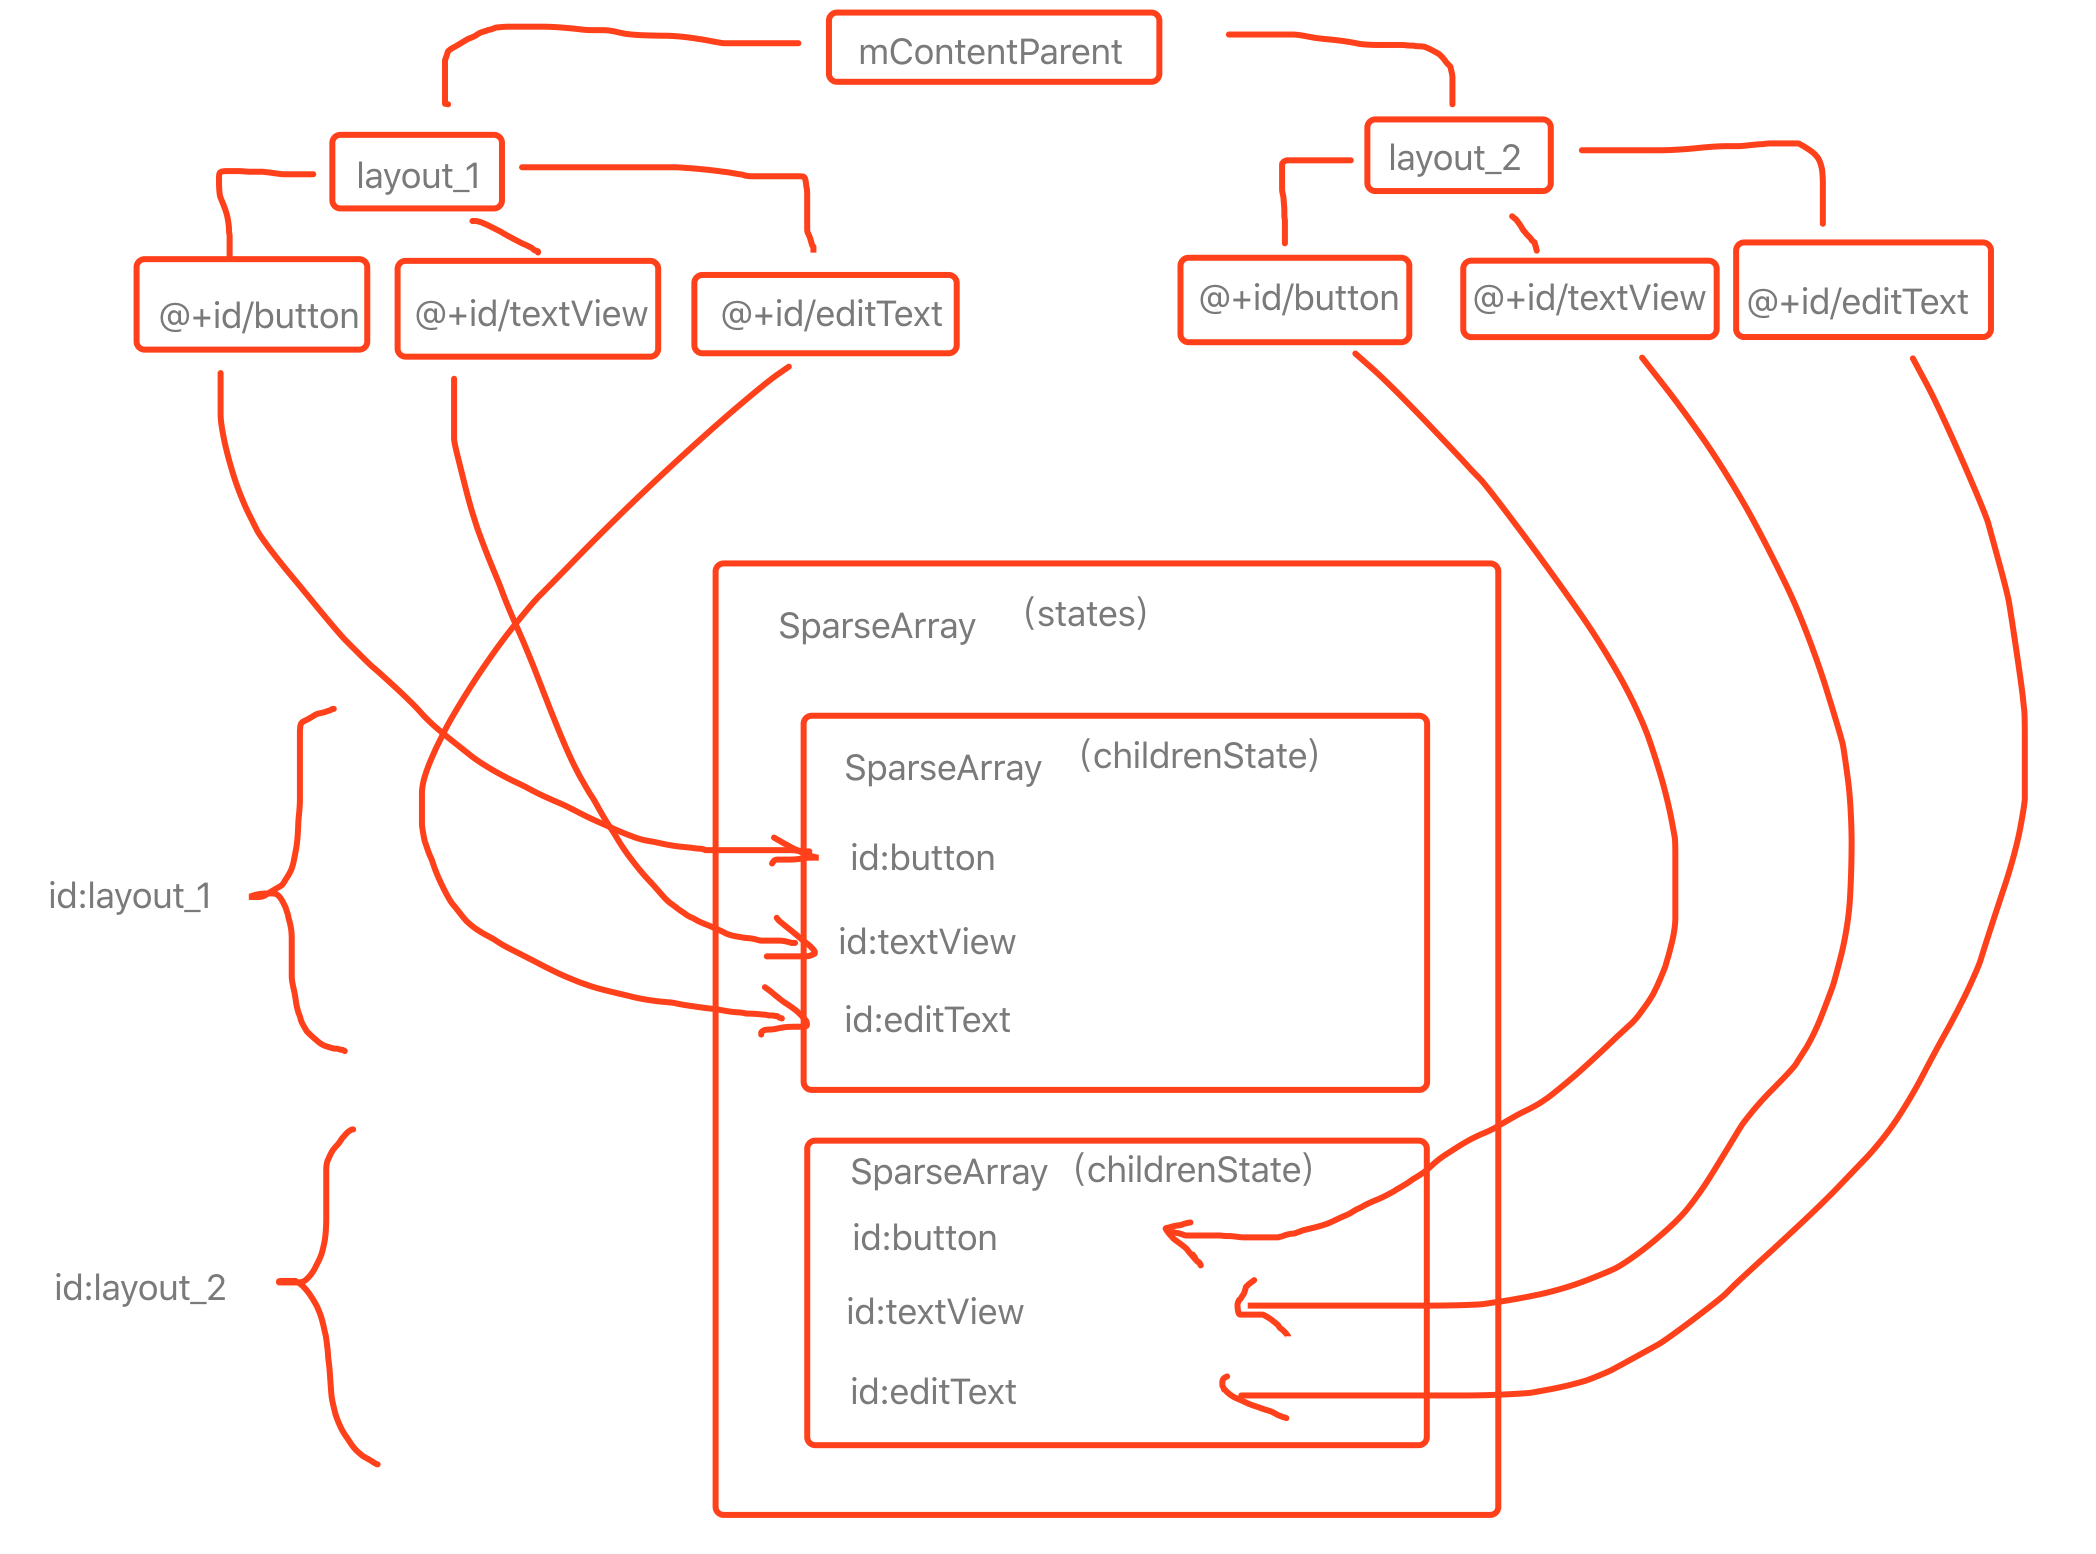 mContentParent
layout_1
layout_2
@+id/button
@+id/textView
@+id/editText
@+id/button
@+id/textView
@+id/editText
SparseArray (states)
SparseArray (childrenState)
id:button
id:layout_1
id:textView
id:editText
SparseArray (childrenState)
id:button
id:layout_2
id:textView
id:editText